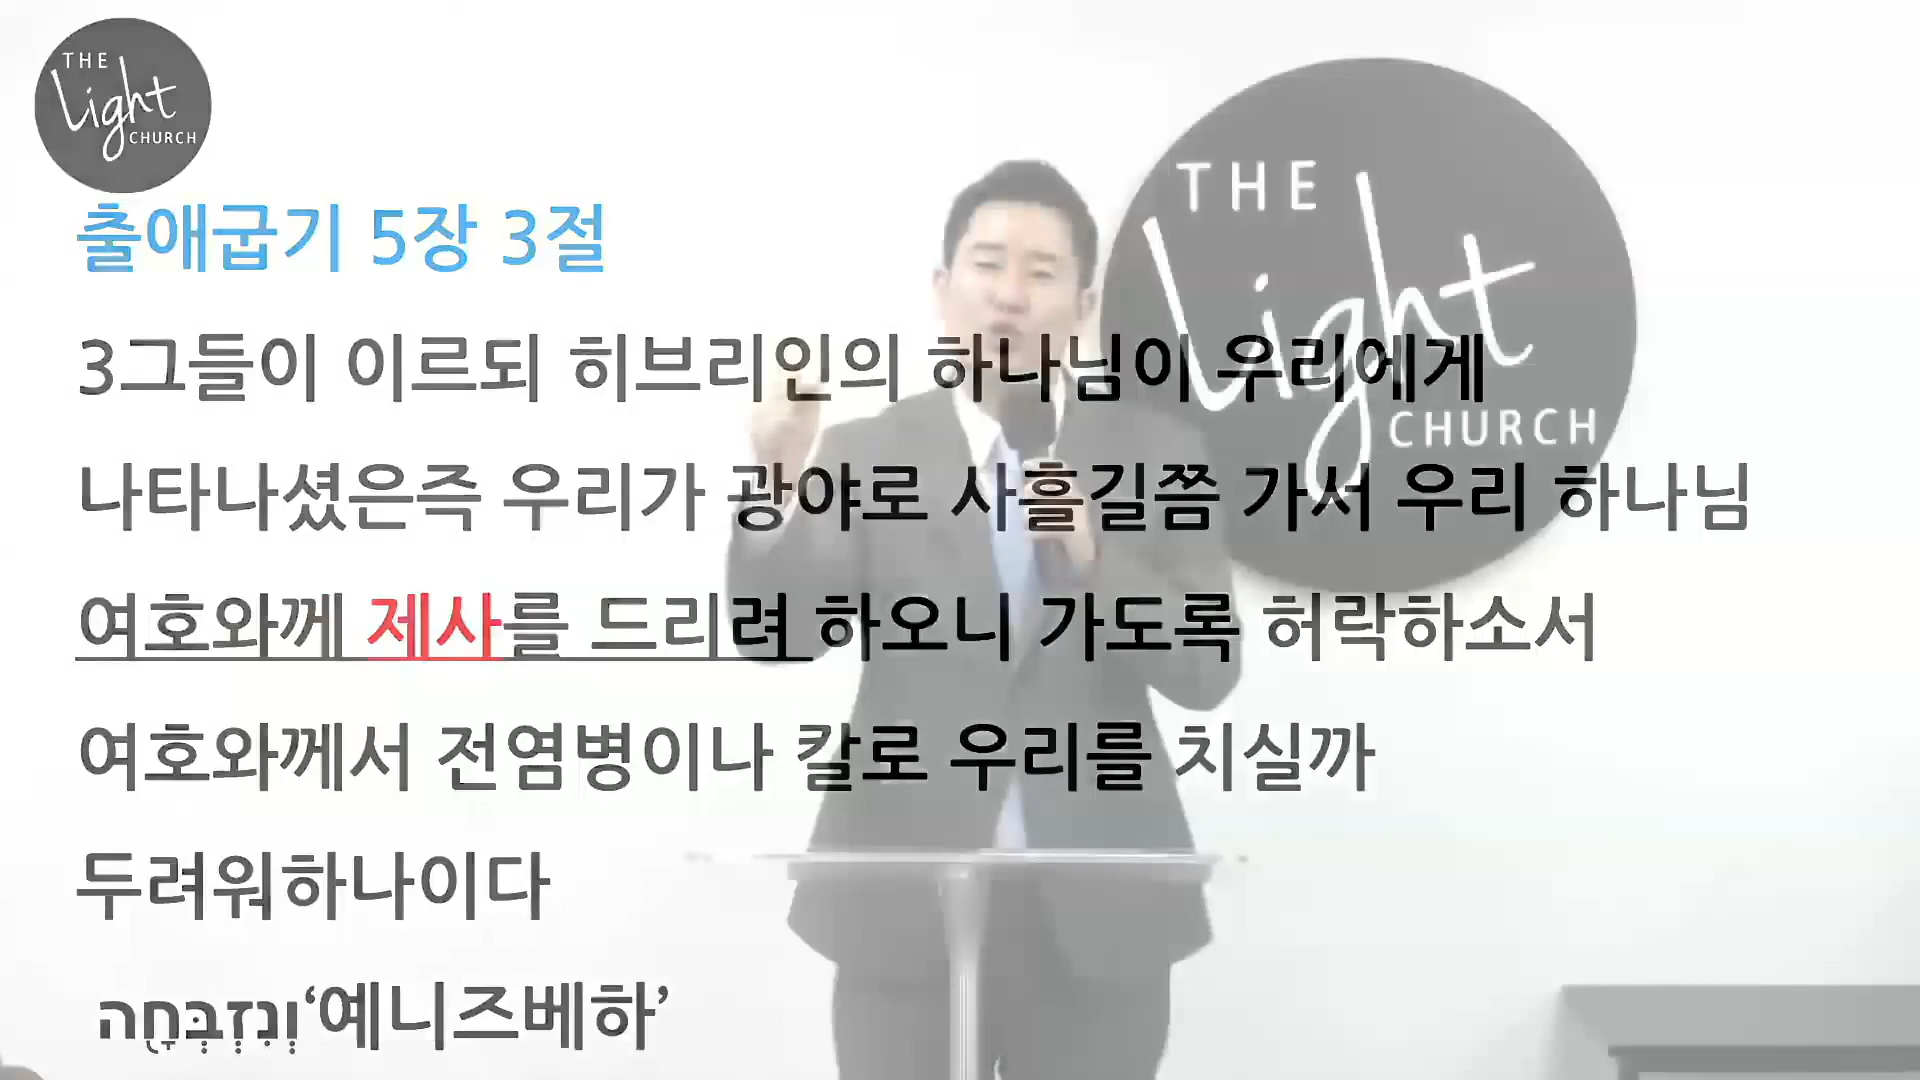 THE
Light
CHURCH
출애굽기 5장 3절
THE
Light
CHURCH
3그들이 이르되 히브리인의 하나님이 우리에게
나타나셨은즉 우리가 광야로 사흘길쯤 가서 우리 하나님
여호와께 제사를 드리려 하오니 가도록 허락하소서
여호와께서 전염병이나 칼로 우리를 치실까
두려워하나이다
וְנִזְבְּחָ֖ה ‘예니즈베하’